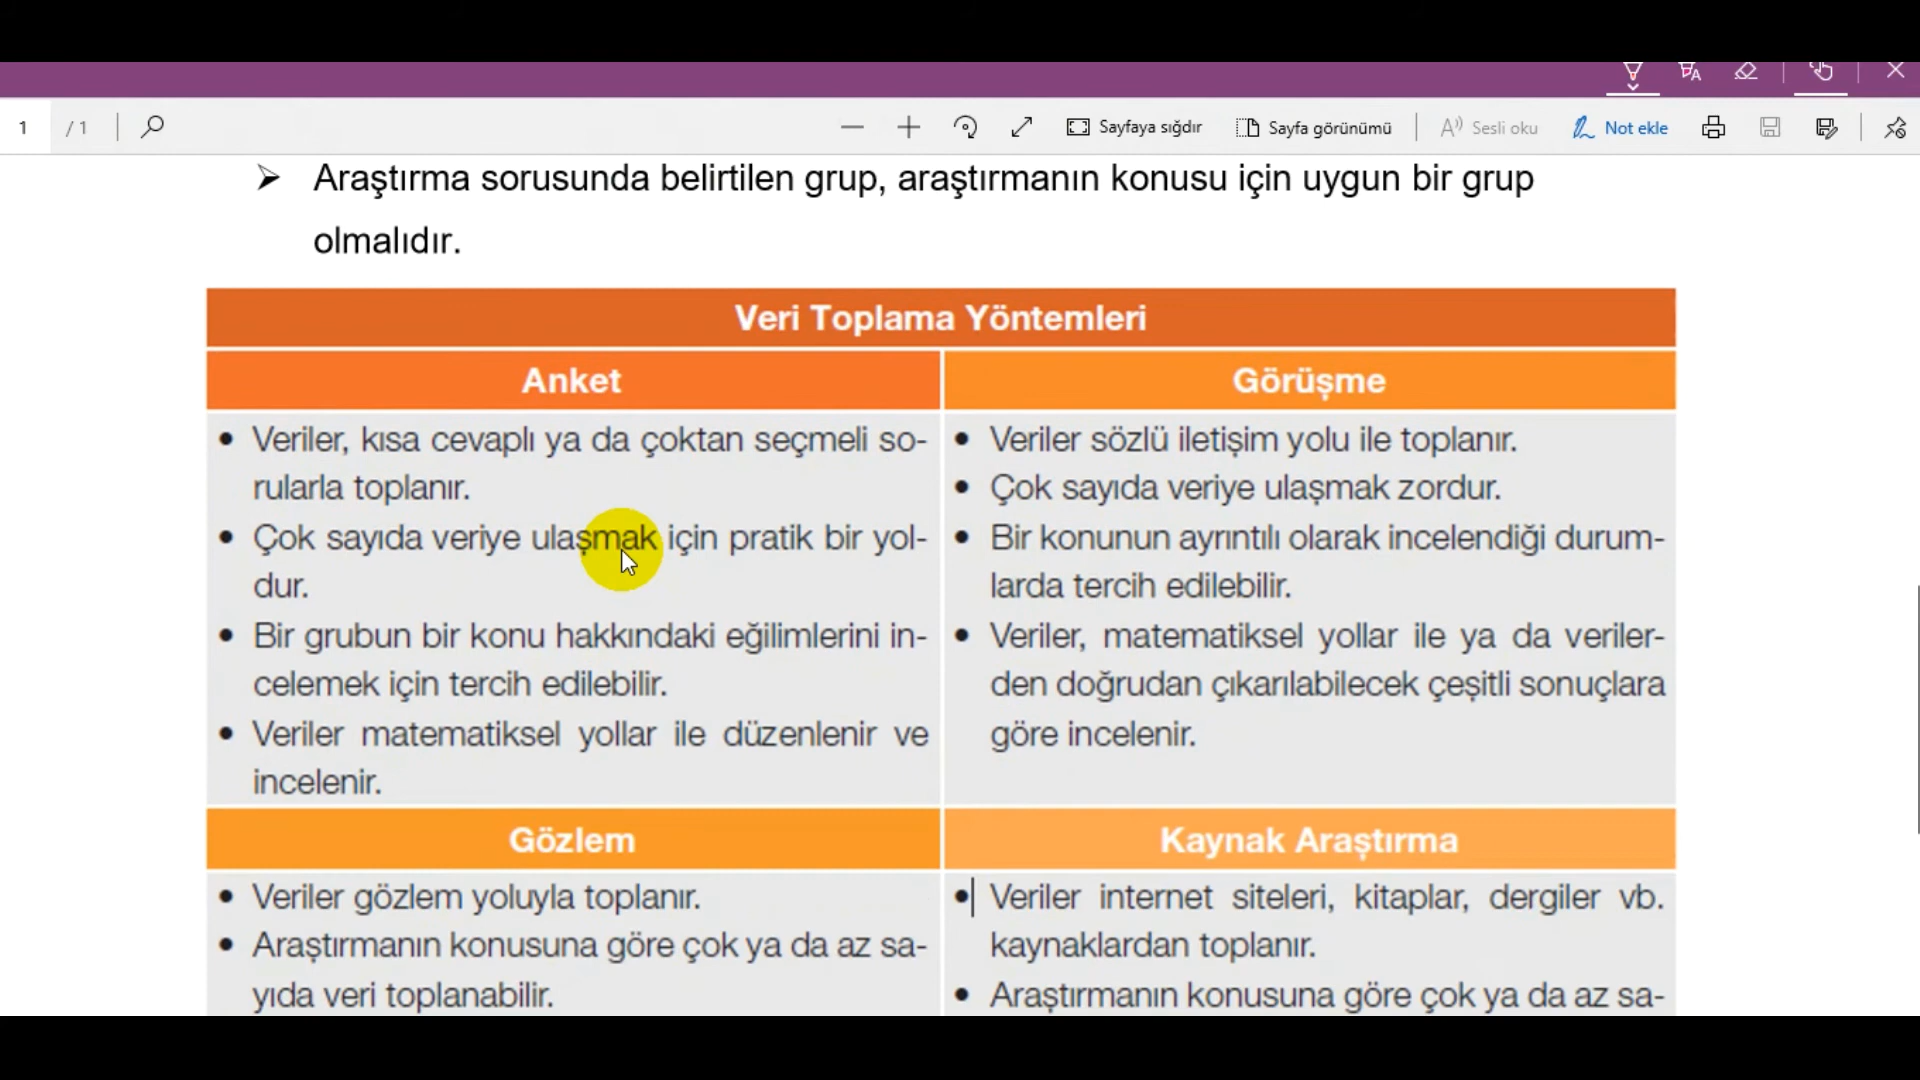 1 / 1
Sayfaya sığdır
Sayfa görünümü
Sesli oku
Not ekle
➢ Araştırma sorusunda belirtilen grup, araştırmanın konusu için uygun bir grup
olmalıdır.
Veri Toplama Yöntemleri
Anket
• Veriler, kısa cevaplı ya da çoktan seçmeli so-
rularla toplanır.
• Çok sayıda veriye ulaşmak için pratik bir yol-
dur.
• Bir grubun bir konu hakkındaki eğilimlerini in-
celemek için tercih edilebilir.
• Veriler matematiksel yollar ile düzenlenir ve
incelenir.
Görüşme
• Veriler sözlü iletişim yolu ile toplanır.
• Çok sayıda veriye ulaşmak zordur.
• Bir konunun ayrıntılı olarak incelendiği durum-
larda tercih edilebilir.
• Veriler, matematiksel yollar ile ya da veriler-
den doğrudan çıkarılabilecek çeşitli sonuçlara
göre incelenir.
Gözlem
• Veriler gözlem yoluyla toplanır.
• Araştırmanın konusuna göre çok ya da az sa-
yıda veri toplanabilir.
Kaynak Araştırma
• Veriler internet siteleri, kitaplar, dergiler vb.
kaynaklardan toplanır.
• Araştırmanın konusuna göre çok ya da az sa-